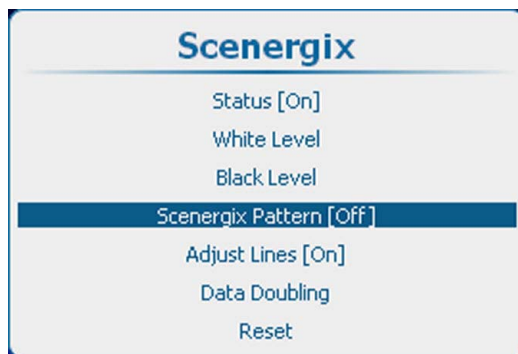 Scenergix
Status [On]
White Level
Black Level
Scenergix Pattern [Off]
Adjust Lines [On]
Data Doubling
Reset